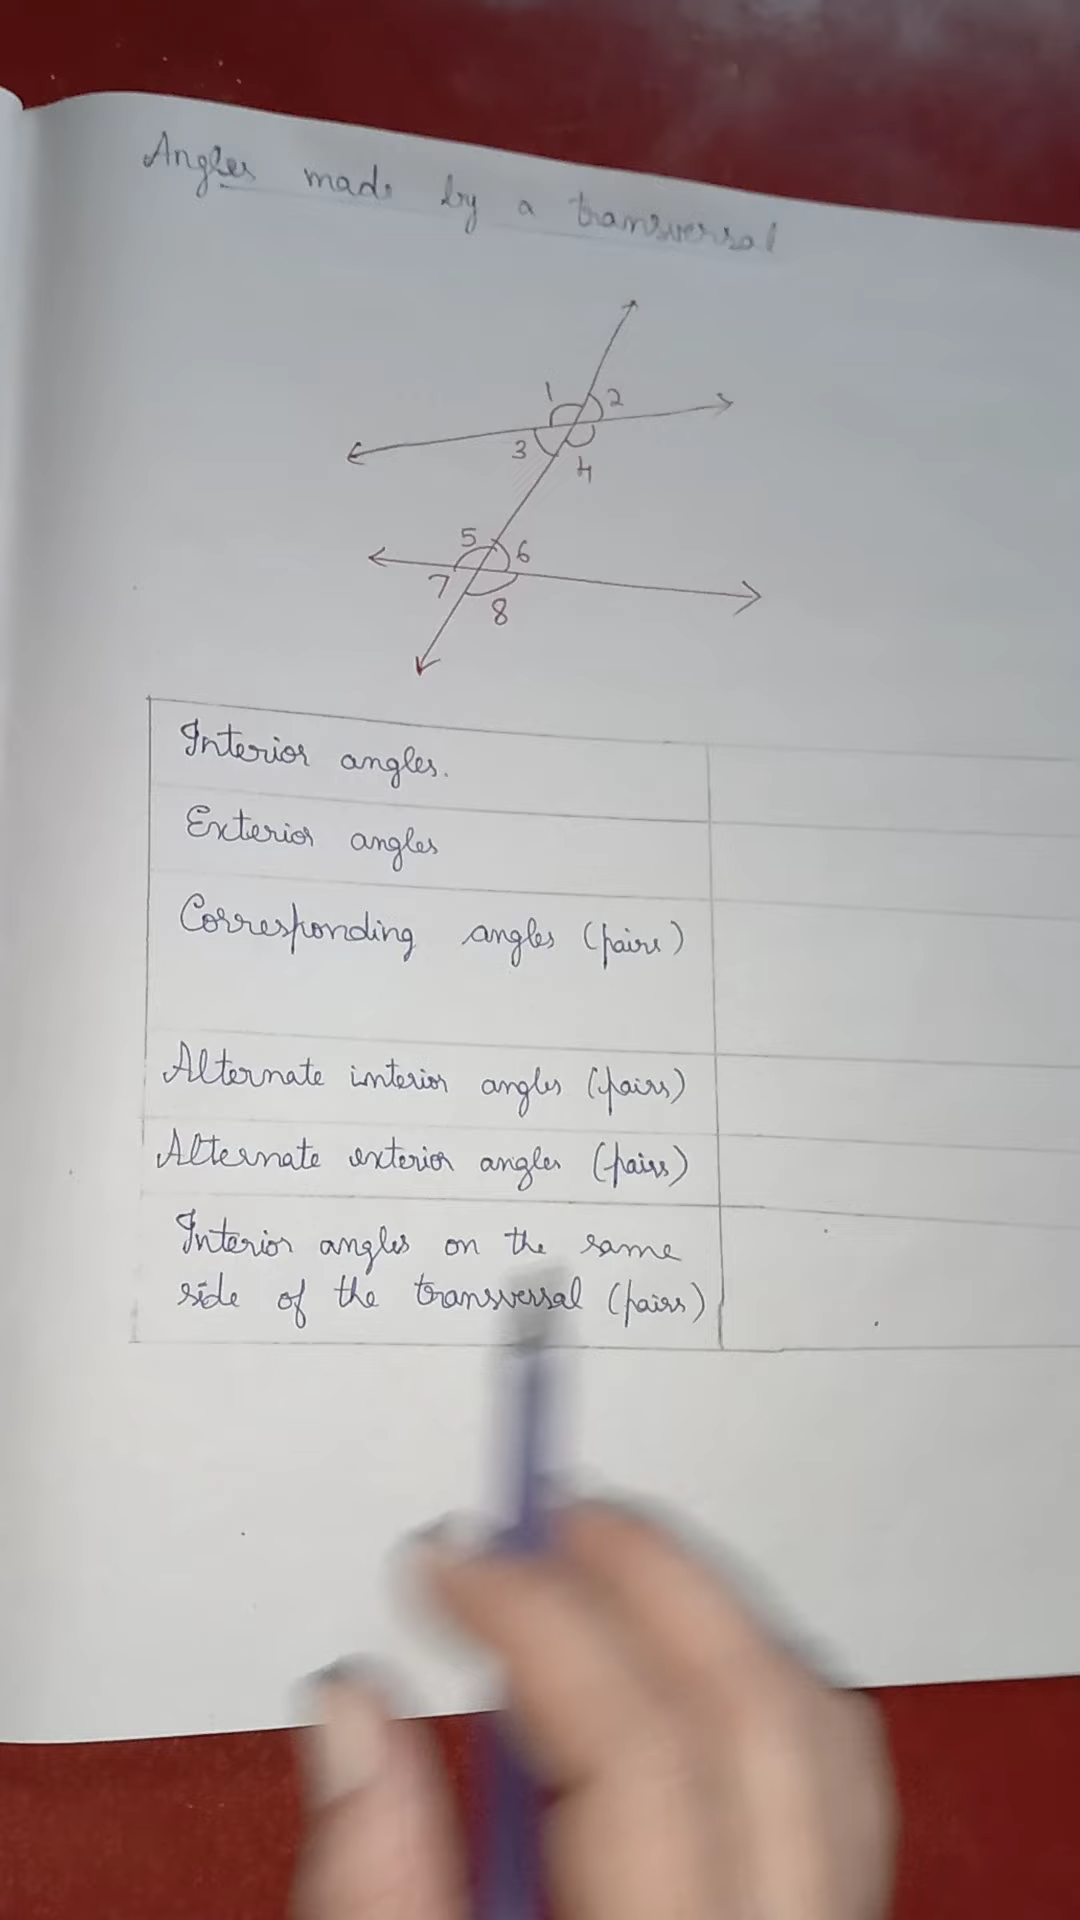 Angles made by a transversal
1 2
3 4
5 6
7 8
Interior angles.
Exterior angles
Corresponding angles (pairs)
Alternate interior angles (pairs)
Alternate exterior angles (pairs)
Interior angles on the same
side of the transversal (pairs)